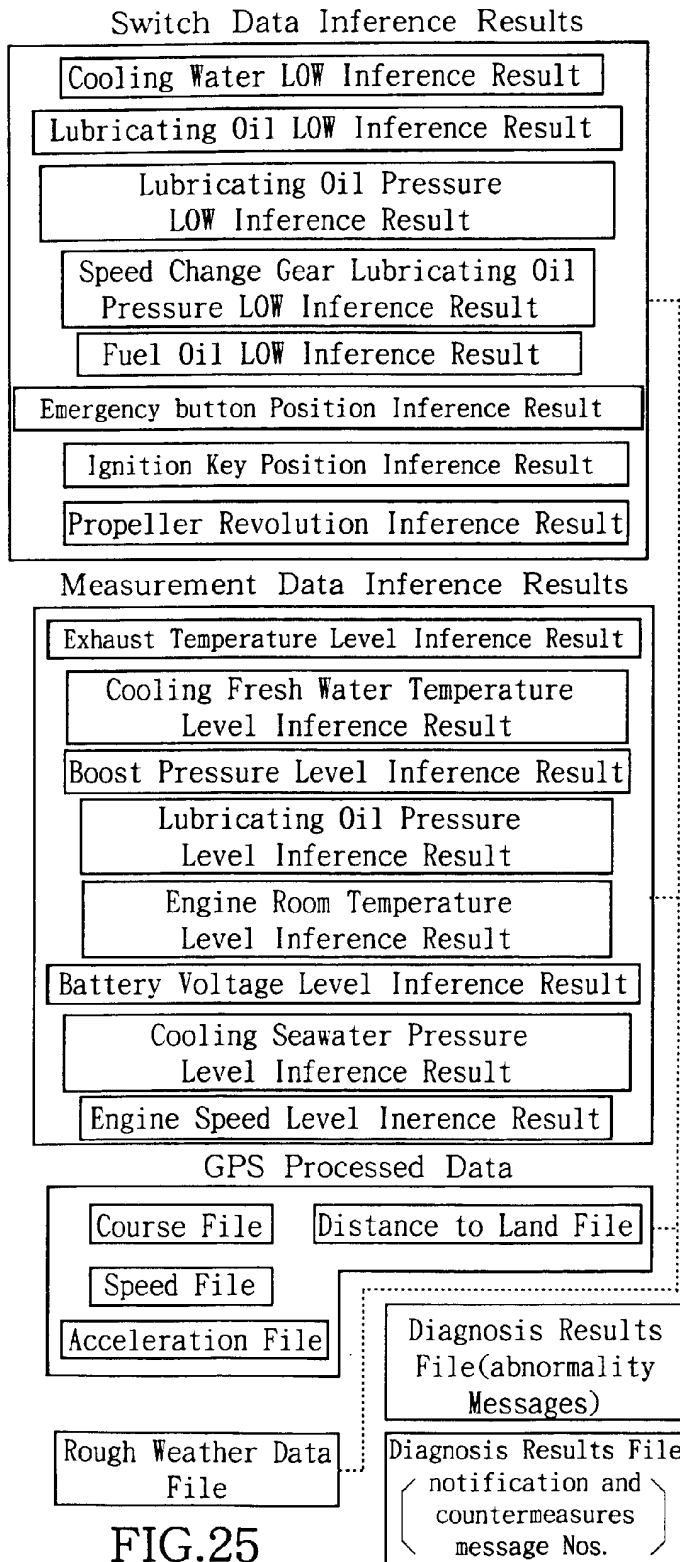 Switch Data Inference Results
Cooling Water LOW Inference Result
Lubricating Oil LOW Inference Result
Lubricating Oil Pressure
LOW Inference Result
Speed Change Gear Lubricating Oil
Pressure LOW Inference Result
Fuel Oil LOW Inference Result
Emergency button Position Inference Result
Ignition Key Position Inference Result
Propeller Revolution Inference Result
Measurement Data Inference Results
Exhaust Temperature Level Inference Result
Cooling Fresh Water Temperature
Level Inference Result
Boost Pressure Level Inference Result
Lubricating Oil Pressure
Level Inference Result
Engine Room Temperature
Level Inference Result
Battery Voltage Level Inference Result
Cooling Seawater Pressure
Level Inference Result
Engine Speed Level Inerence Result
GPS Processed Data
Course File
Distance to Land File
Speed File
Acceleration File
Diagnosis Results
File(abnormality
Messages)
Rough Weather Data
File
Diagnosis Results File
notification and
countermeasures
message Nos.
FIG.25